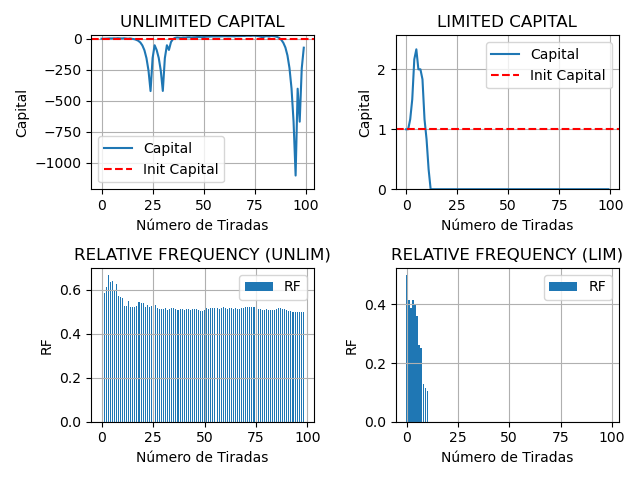 UNLIMITED CAPITAL
Capital
0
−250
−500
−750
−1000
Capital
Init Capital
0
25
50
75
100
Número de Tiradas
LIMITED CAPITAL
Capital
2
1
0
Capital
Init Capital
0
25
50
75
100
Número de Tiradas
RELATIVE FREQUENCY (UNLIM)
RF
0.6
0.4
0.2
0.0
RF
0
25
50
75
100
Número de Tiradas
RELATIVE FREQUENCY (LIM)
RF
0.4
0.2
0.0
RF
0
25
50
75
100
Número de Tiradas